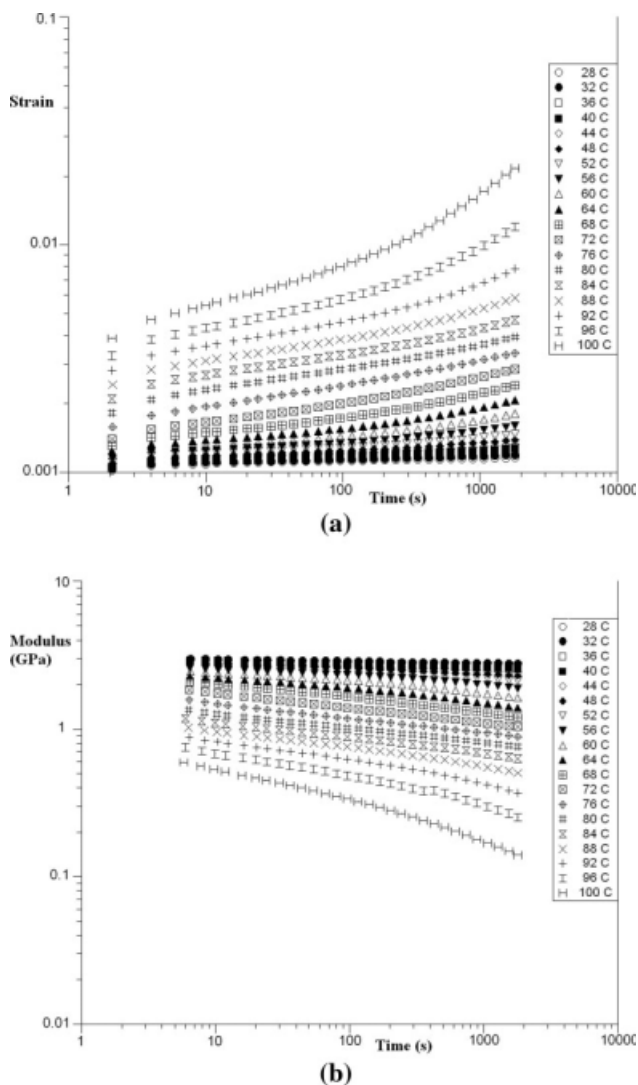 0.1
Strain
0.01
0.001
1
10
100
1000
10000
Time (s)
28 C
32 C
36 C
40 C
44 C
48 C
52 C
56 C
60 C
64 C
68 C
72 C
76 C
80 C
84 C
88 C
92 C
96 C
100 C
(a)
10
Modulus
(GPa)
1
0.1
0.01
1
10
100
1000
10000
Time (s)
28 C
32 C
36 C
40 C
44 C
48 C
52 C
56 C
60 C
64 C
68 C
72 C
76 C
80 C
84 C
88 C
92 C
96 C
100 C
(b)